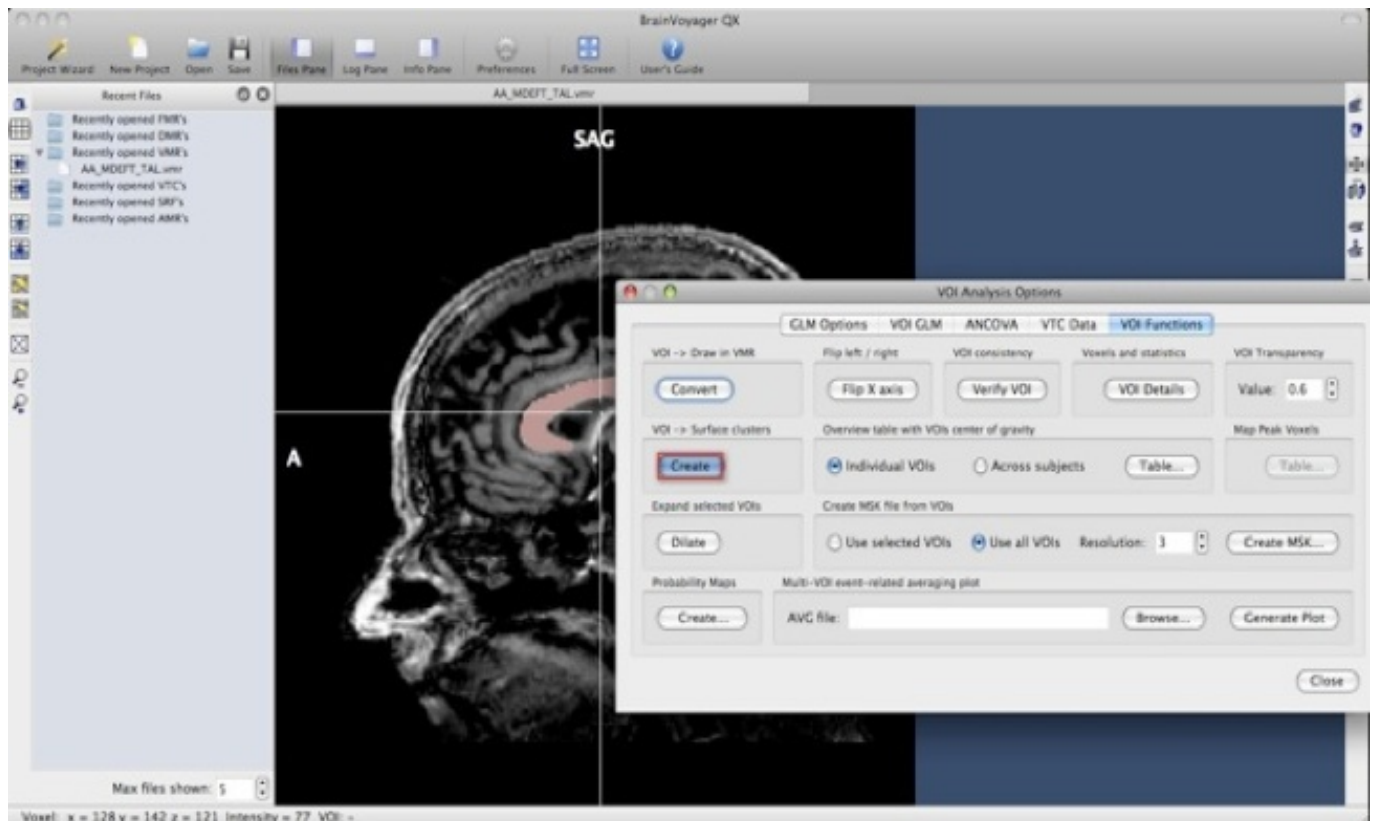 BrainVoyager QX
Project Wizard New Project Open Save Files Pane Log Pane Info Pane Preferences Full Screen User's Guide
Recent Files
AA_MDEFT_TAL.vmr
Recently opened FMR's
Recently opened DMR's
Recently opened VMR's
AA_MDEFT_TAL.vmr
Recently opened VTC's
Recently opened SRF's
Recently opened AMR's
SAG
A
VOI Analysis Options
GLM Options VOI GLM ANCOVA VTC Data VOI Functions
VOI -> Draw in VMR Flip left / right VOI consistency Voxels and statistics VOI Transparency
Convert Flip X axis Verify VOI VOI Details Value: 0.6
VOI -> Surface clusters Overview table with VOIs center of gravity Map Peak Voxels
Create Individual VOIs Across subjects Table... Table...
Expand selected VOIs Create MSK file from VOIs
Dilate Use selected VOIs Use all VOIs Resolution: 3 Create MSK...
Probability Maps Multi-VOI event-related averaging plot
Create... AVG file: Browse... Generate Plot
Close
Max files shown: 5
Voxel: x = 128 y = 142 z = 121 Intensity = 77 VOI: -